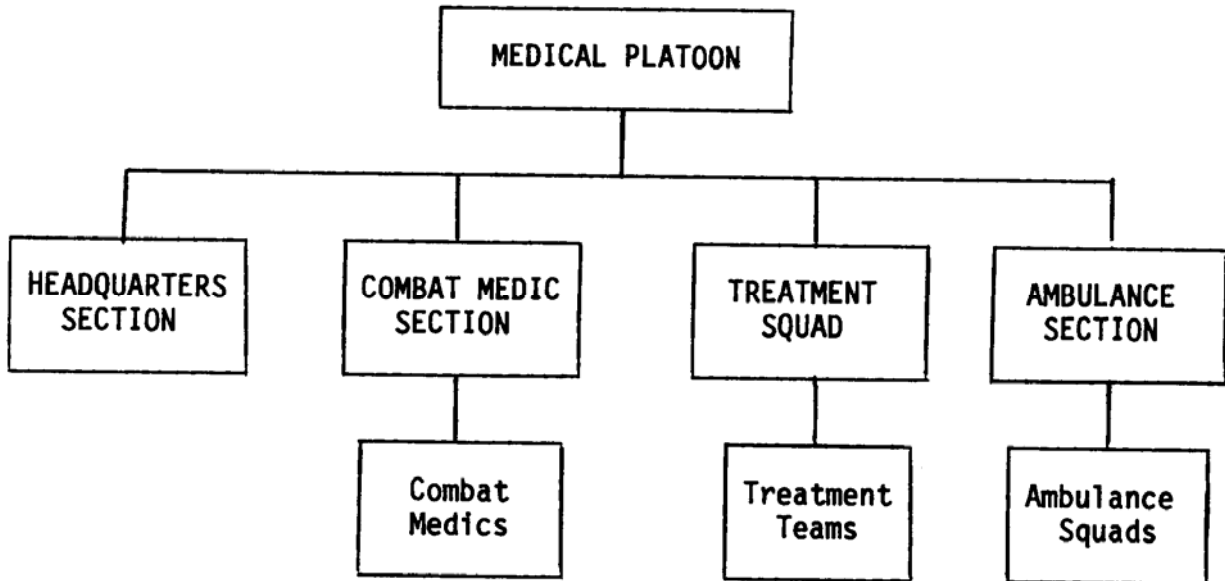 MEDICAL PLATOON
HEADQUARTERS
SECTION
COMBAT MEDIC
SECTION
TREATMENT
SQUAD
AMBULANCE
SECTION
Combat
Medics
Treatment
Teams
Ambulance
Squads